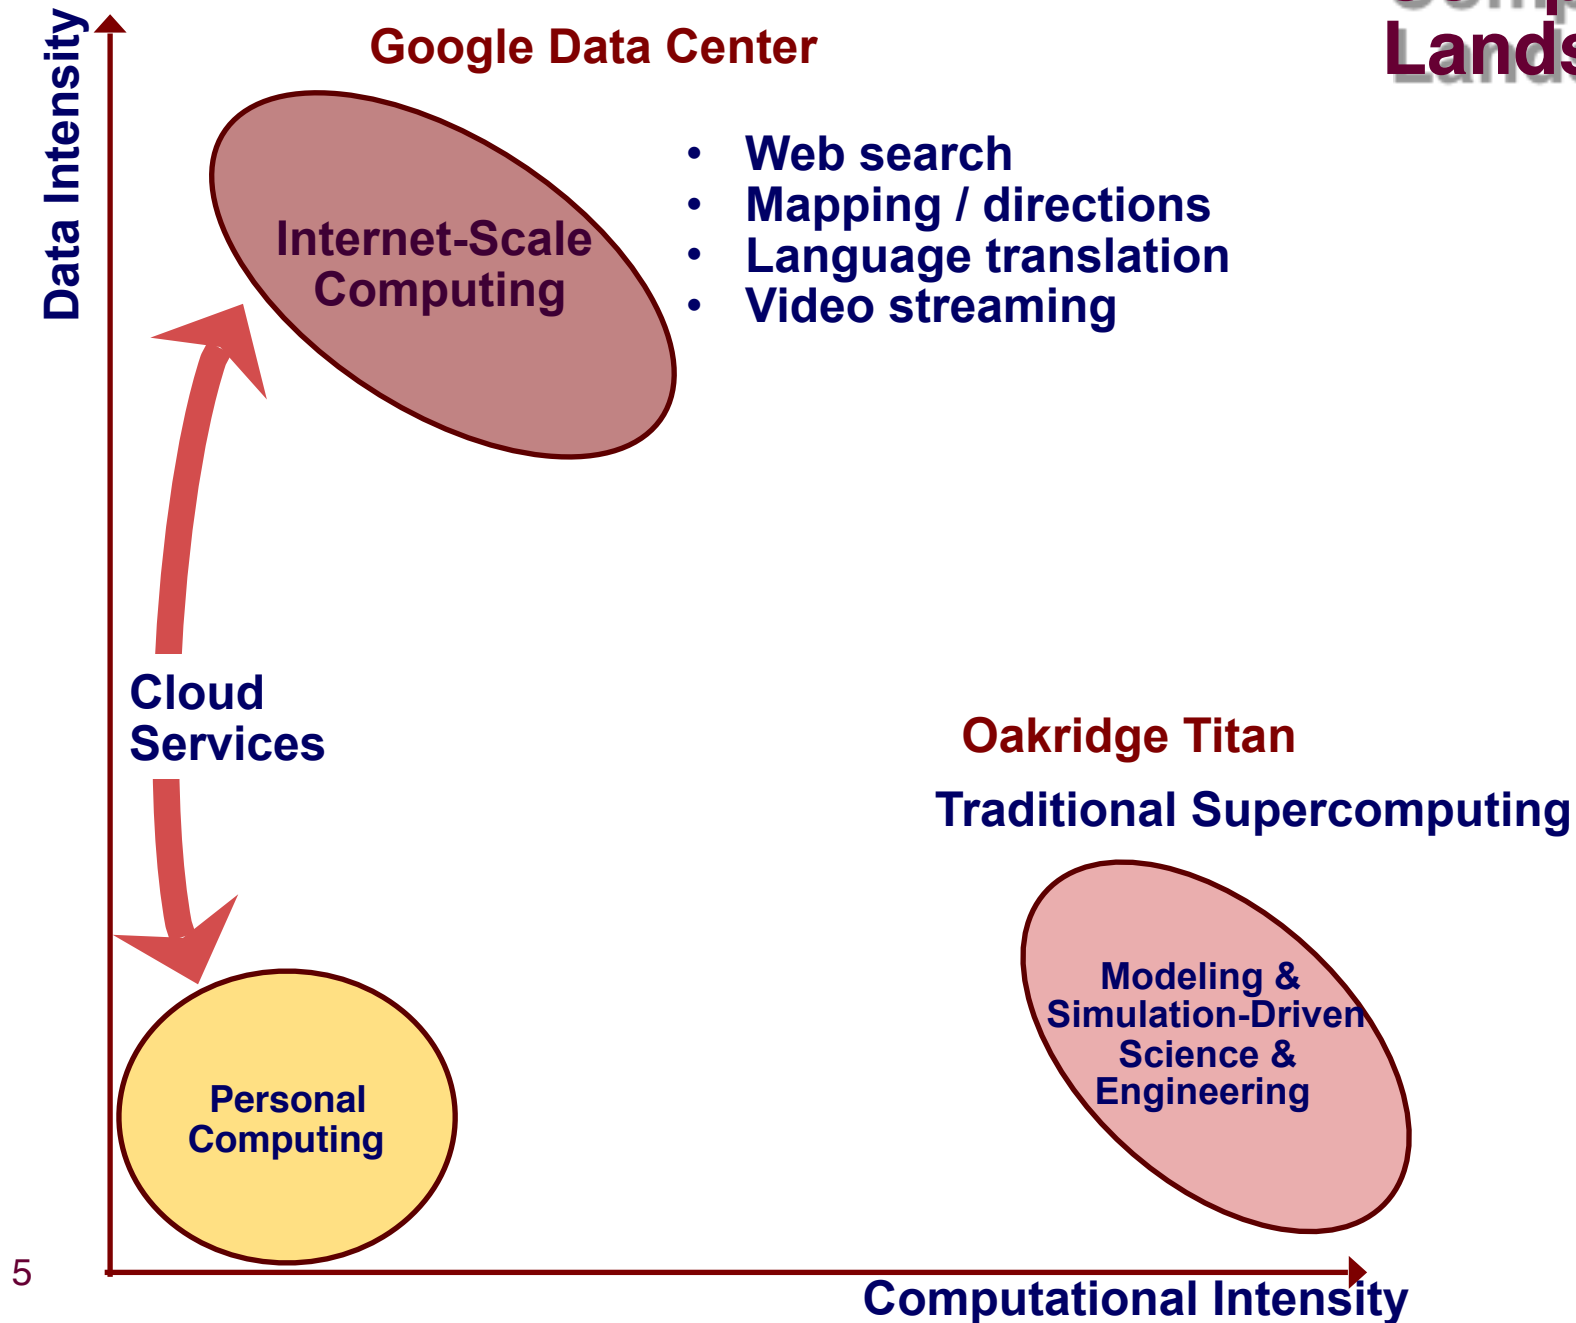 Lands
Google Data Center
Data Intensity
• Web search
• Mapping / directions
• Language translation
• Video streaming
Internet-Scale
Computing
Cloud
Services
Oakridge Titan
Traditional Supercomputing
Modeling &
Simulation-Driven
Science &
Engineering
Personal
Computing
5
Computational Intensity